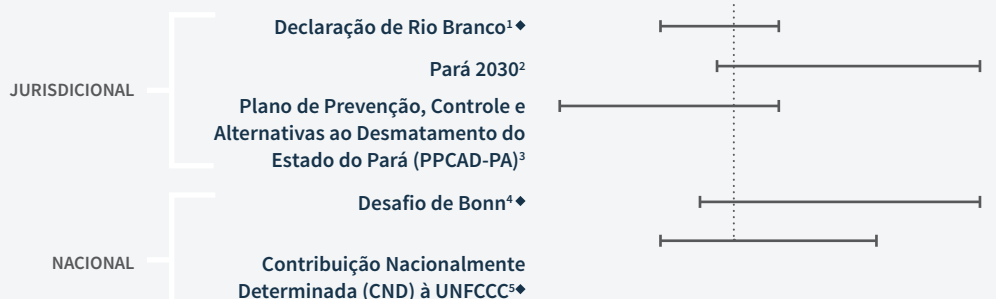 Declaração de Rio Branco¹◆
Pará 2030²
JURISDICIONAL
Plano de Prevenção, Controle e
Alternativas ao Desmatamento do
Estado do Pará (PPCAD-PA)³
Desafio de Bonn⁴◆
NACIONAL
Contribuição Nacionalmente
Determinada (CND) à UNFCCC⁵◆